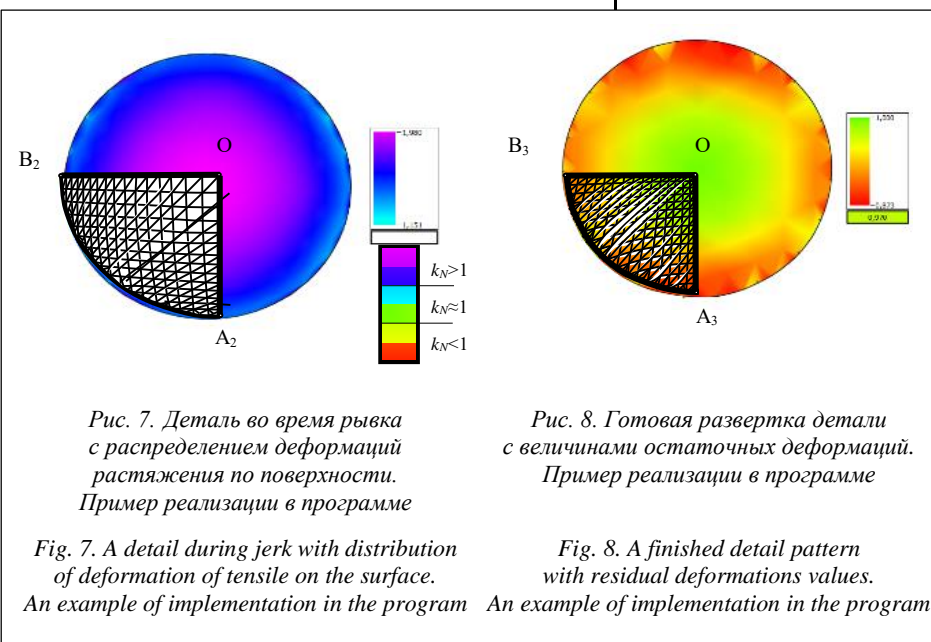 B2
O
A2
1,980
1,151
kN>1
kN≈1
kN<1
B3
O
A3
0,970
Рис. 7. Деталь во время рывка
с распределением деформаций
растяжения по поверхности.
Пример реализации в программе
Fig. 7. A detail during jerk with distribution
of deformation of tensile on the surface.
An example of implementation in the program
Рис. 8. Готовая развертка детали
с величинами остаточных деформаций.
Пример реализации в программе
Fig. 8. A finished detail pattern
with residual deformations values.
An example of implementation in the program